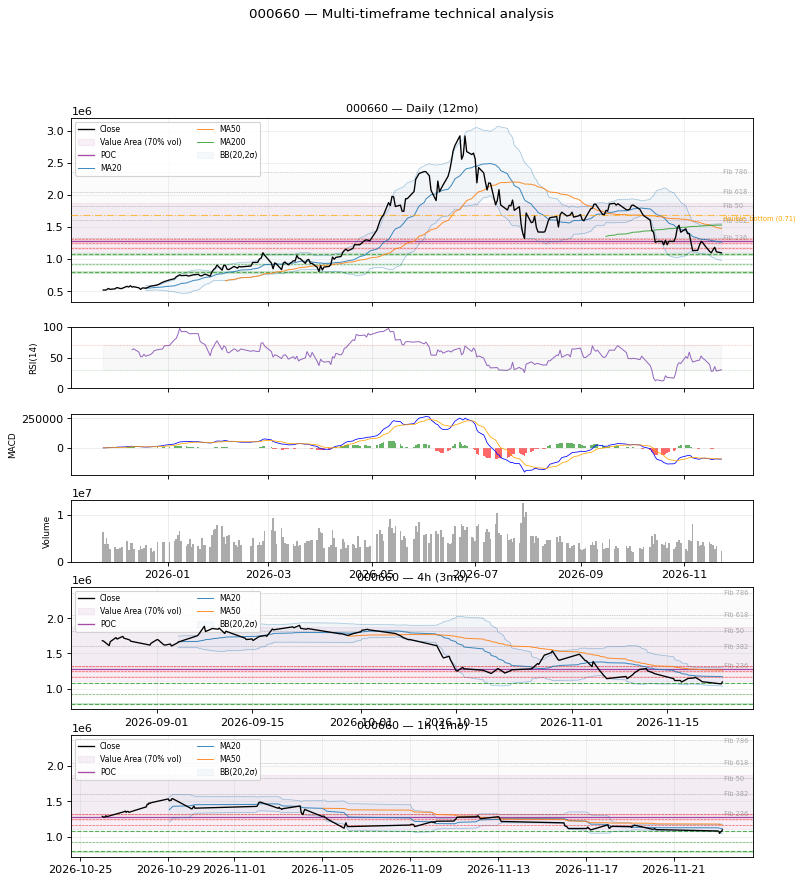 000660 — Multi-timeframe technical analysis
000660 — Daily (12mo)
1e6
Close
Value Area (70% vol)
POC
MA20
MA50
MA200
BB(20,2σ)
3.0
2.5
2.0
1.5
1.0
0.5
Fib 786
Fib 618
Fib 50
bottom (0.71)
Fib 236
RSI(14)
100
50
0
MACD
250000
0
1e7
Volume
1
0
2026-01 2026-03 2026-05 2026-07 2026-09 2026-11
000660 — 4h (3mo)
1e6
Close
Value Area (70% vol)
POC
MA20
MA50
BB(20,2σ)
2.0
1.5
1.0
Fib 786
Fib 618
Fib 50
Fib 382
Fib 236
2026-09-01 2026-09-15 2026-10-01 2026-10-15 2026-11-01 2026-11-15
000660 — 1h (1mo)
1e6
Close
Value Area (70% vol)
POC
MA20
MA50
BB(20,2σ)
2.0
1.5
1.0
Fib 786
Fib 618
Fib 50
Fib 382
Fib 236
2026-10-25 2026-10-29 2026-11-01 2026-11-05 2026-11-09 2026-11-13 2026-11-17 2026-11-21